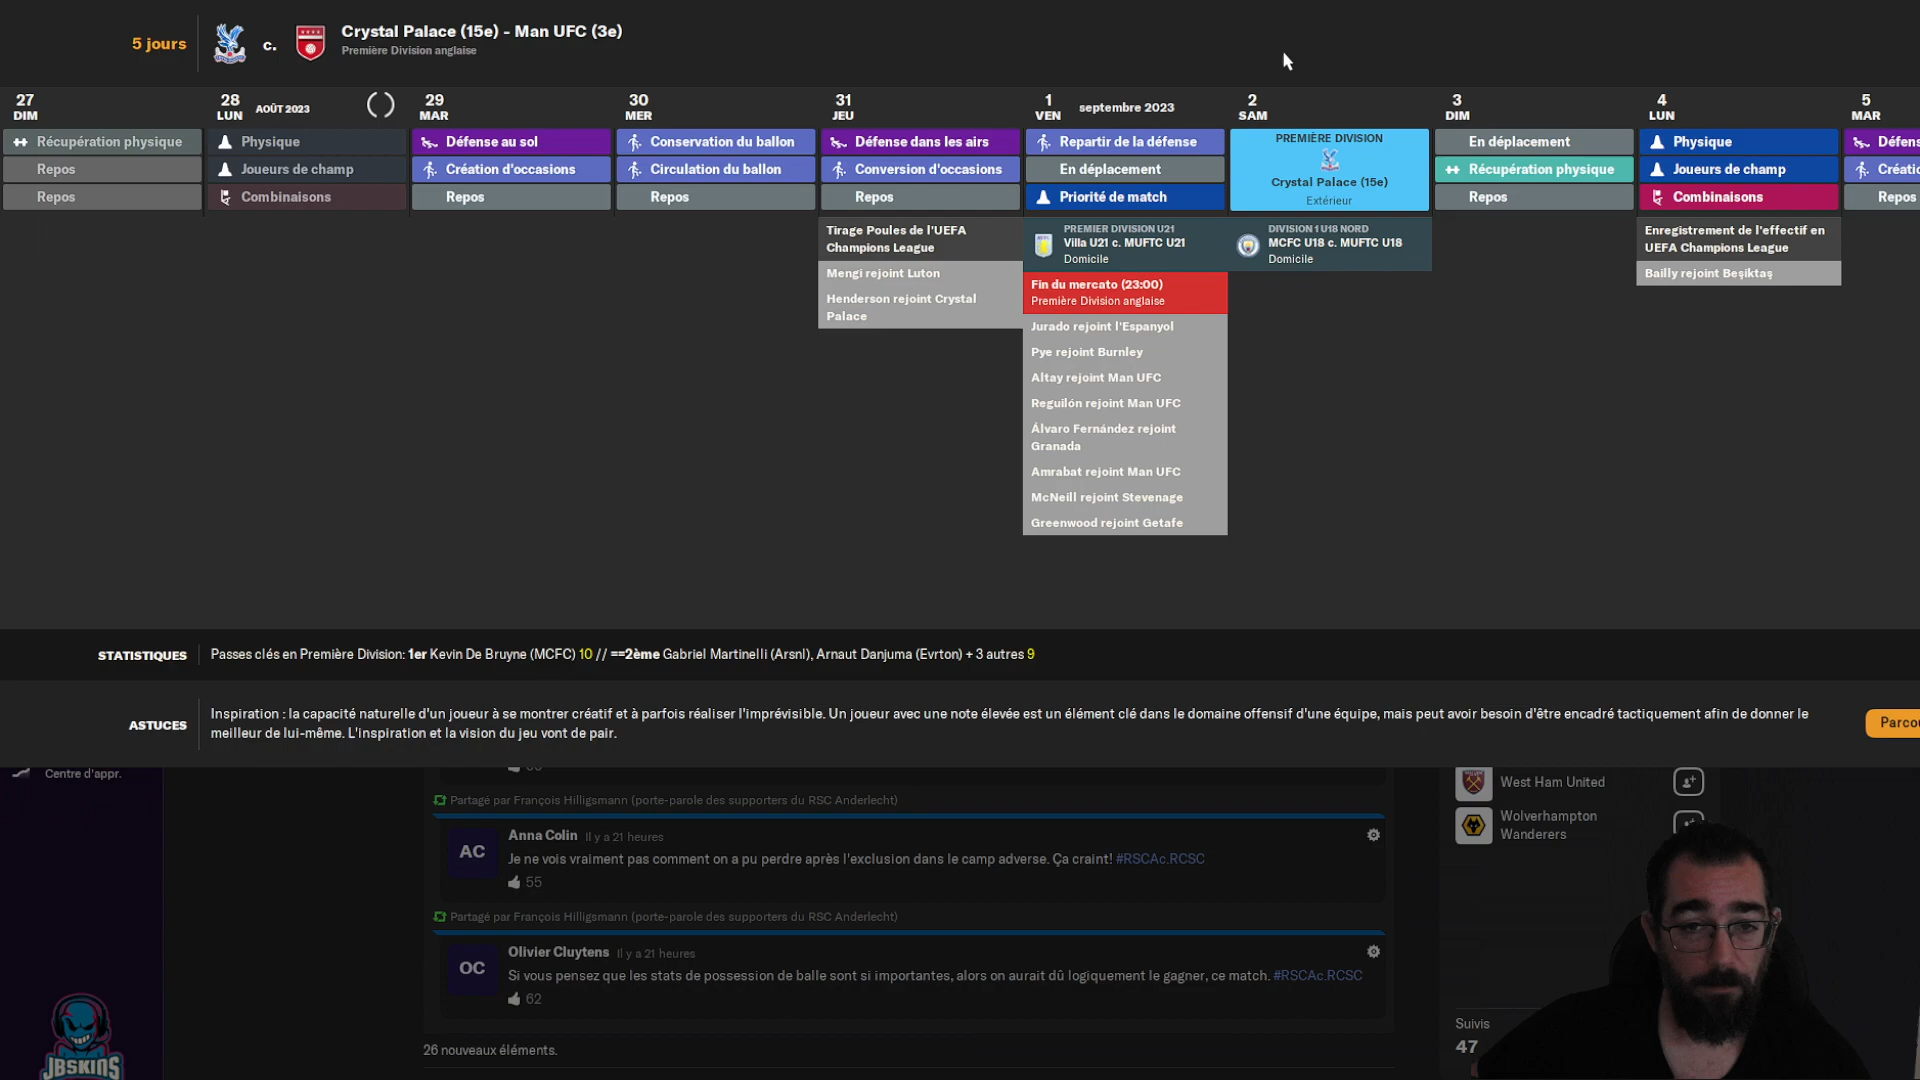 5 jours
c.
Crystal Palace (15e) - Man UFC (3e)
Première Division anglaise
27
DIM
28
LUN
AOÛT 2023
29
MAR
30
MER
31
JEU
1
VEN
septembre 2023
2
SAM
3
DIM
4
LUN
5
MAR
Récupération physique
Repos
Repos
Physique
Joueurs de champ
Combinaisons
Défense au sol
Création d'occasions
Repos
Conservation du ballon
Circulation du ballon
Repos
Défense dans les airs
Conversion d'occasions
Repos
Repartir de la défense
En déplacement
Priorité de match
PREMIÈRE DIVISION
Crystal Palace (15e)
Extérieur
En déplacement
Récupération physique
Repos
Physique
Joueurs de champ
Combinaisons
Défens
Créatic
Repos
Tirage Poules de l'UEFA
Champions League
Mengi rejoint Luton
Henderson rejoint Crystal
Palace
PREMIER DIVISION U21
Villa U21 c. MUFTC U21
Domicile
Fin du mercato (23:00)
Première Division anglaise
Jurado rejoint l'Espanyol
Pye rejoint Burnley
Altay rejoint Man UFC
Reguilón rejoint Man UFC
Álvaro Fernández rejoint
Granada
Amrabat rejoint Man UFC
McNeill rejoint Stevenage
Greenwood rejoint Getafe
DIVISION 1 U18 NORD
MCFC U18 c. MUFTC U18
Domicile
Enregistrement de l'effectif en
UEFA Champions League
Bailly rejoint Beşiktaş
STATISTIQUES
Passes clés en Première Division: 1er Kevin De Bruyne (MCFC) 10 // ==2ème Gabriel Martinelli (Arsnl), Arnaut Danjuma (Evrton) + 3 autres 9
ASTUCES
Inspiration : la capacité naturelle d'un joueur à se montrer créatif et à parfois réaliser l'imprévisible. Un joueur avec une note élevée est un élément clé dans le domaine offensif d'une équipe, mais peut avoir besoin d'être encadré tactiquement afin de donner le
meilleur de lui-même. L'inspiration et la vision du jeu vont de pair.
Parcou
Centre d'appr.
Partagé par François Hilligsmann (porte-parole des supporters du RSC Anderlecht)
AC
Anna Colin Il y a 21 heures
Je ne vois vraiment pas comment on a pu perdre après l'exclusion dans le camp adverse. Ça craint! #RSCAc.RCSC
55
Partagé par François Hilligsmann (porte-parole des supporters du RSC Anderlecht)
OC
Olivier Cluytens Il y a 21 heures
Si vous pensez que les stats de possession de balle sont si importantes, alors on aurait dû logiquement le gagner, ce match. #RSCAc.RCSC
62
26 nouveaux éléments.
West Ham United
Wolverhampton
Wanderers
Suivis
47
JBSKINS